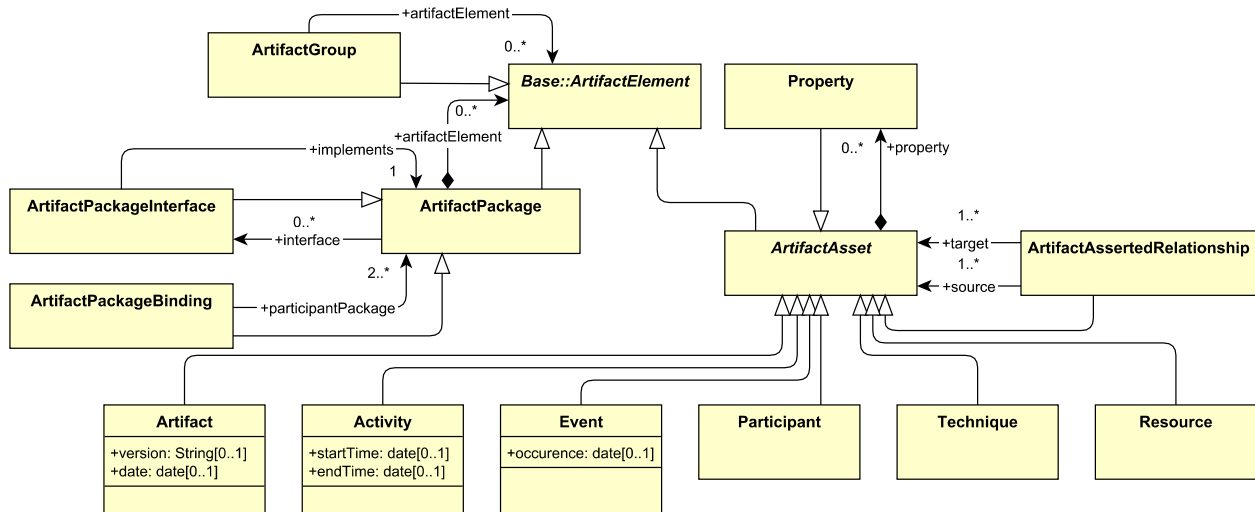 +artifactElement
0..*
ArtifactGroup
Base::ArtifactElement
Property
0..*
+artifactElement
0..*
+property
+implements
1
ArtifactPackageInterface
ArtifactPackage
0..*
+interface
ArtifactAsset
1..*
+target
1..*
+source
ArtifactAssertedRelationship
2..*
ArtifactPackageBinding
+participantPackage
Artifact
+version: String[0..1]
+date: date[0..1]
Activity
+startTime: date[0..1]
+endTime: date[0..1]
Event
+occurence: date[0..1]
Participant
Technique
Resource